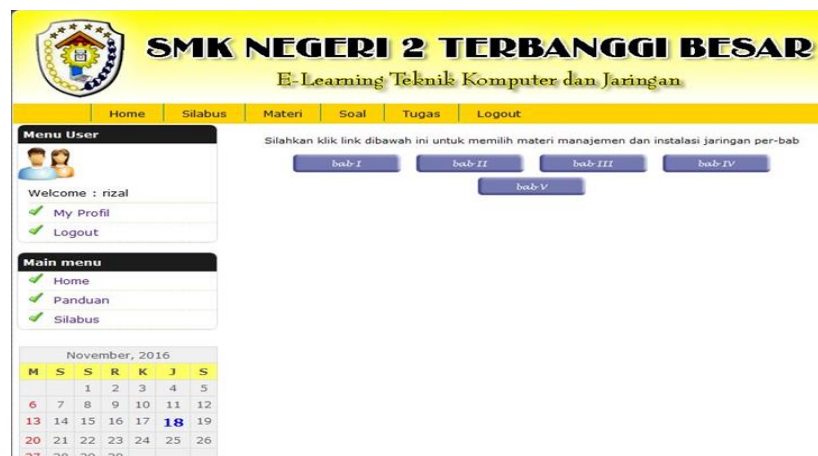 SMK NEGERI 2 TERBANGGI BESAR
E-Learning Teknik Komputer dan Jaringan
Home Silabus Materi Soal Tugas Logout
Menu User
Welcome : rizal
My Profil
Logout
Main menu
Home
Panduan
Silabus
November, 2016
M S S R K J S
1 2 3 4 5
6 7 8 9 10 11 12
13 14 15 16 17 18 19
20 21 22 23 24 25 26
27 28 29 30
Silahkan klik link dibawah ini untuk memilih materi manajemen dan instalasi jaringan per-bab
bab I bab II bab III bab IV
bab V